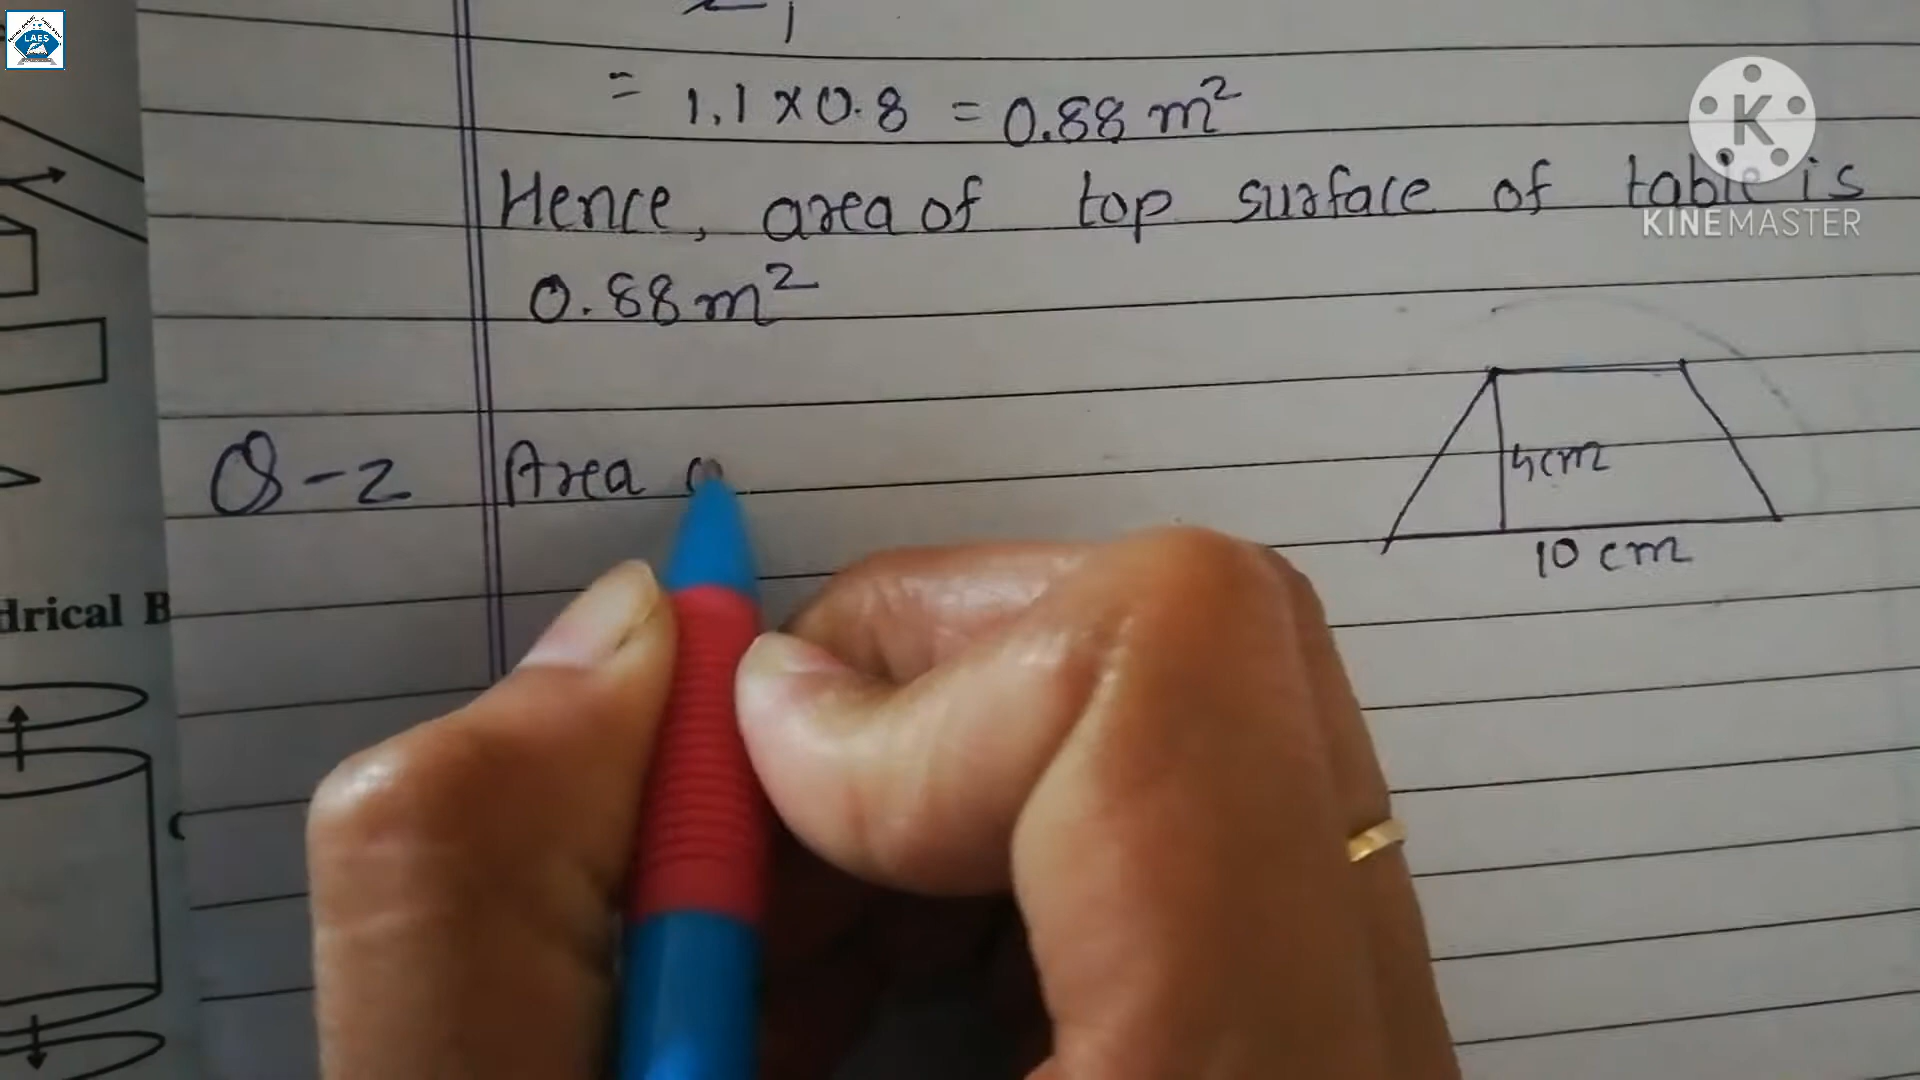 LAES
= 1.1 x 0.8 = 0.88 m²
Hence, area of top surface of table is
0.88 m²
KINEMASTER
K
Q-2 Area
4cm
10 cm
drical B